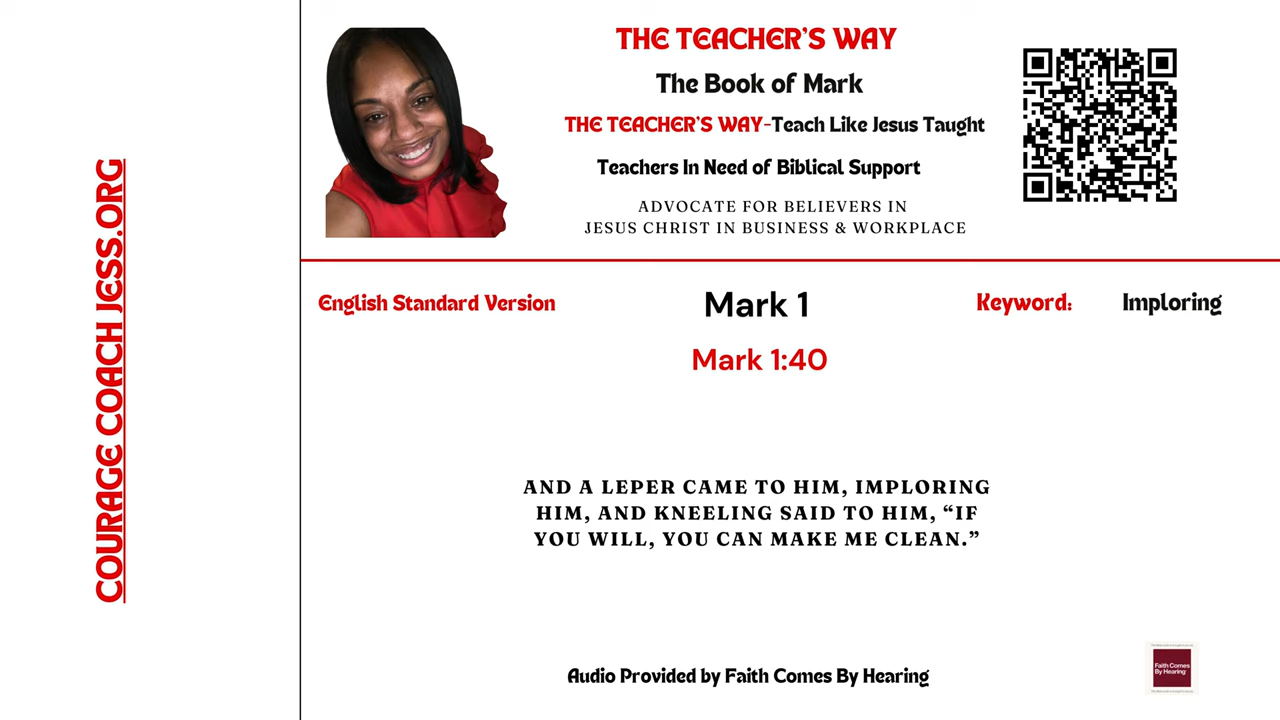 COURAGE COACH JESS.ORG
THE TEACHER'S WAY
The Book of Mark
THE TEACHER'S WAY-Teach Like Jesus Taught
Teachers In Need of Biblical Support
ADVOCATE FOR BELIEVERS IN
JESUS CHRIST IN BUSINESS & WORKPLACE
English Standard Version
Mark 1
Keyword: Imploring
Mark 1:40
AND A LEPER CAME TO HIM, IMPLORING
HIM, AND KNEELING SAID TO HIM, “IF
YOU WILL, YOU CAN MAKE ME CLEAN.”
Audio Provided by Faith Comes By Hearing
Faith Comes
By Hearing